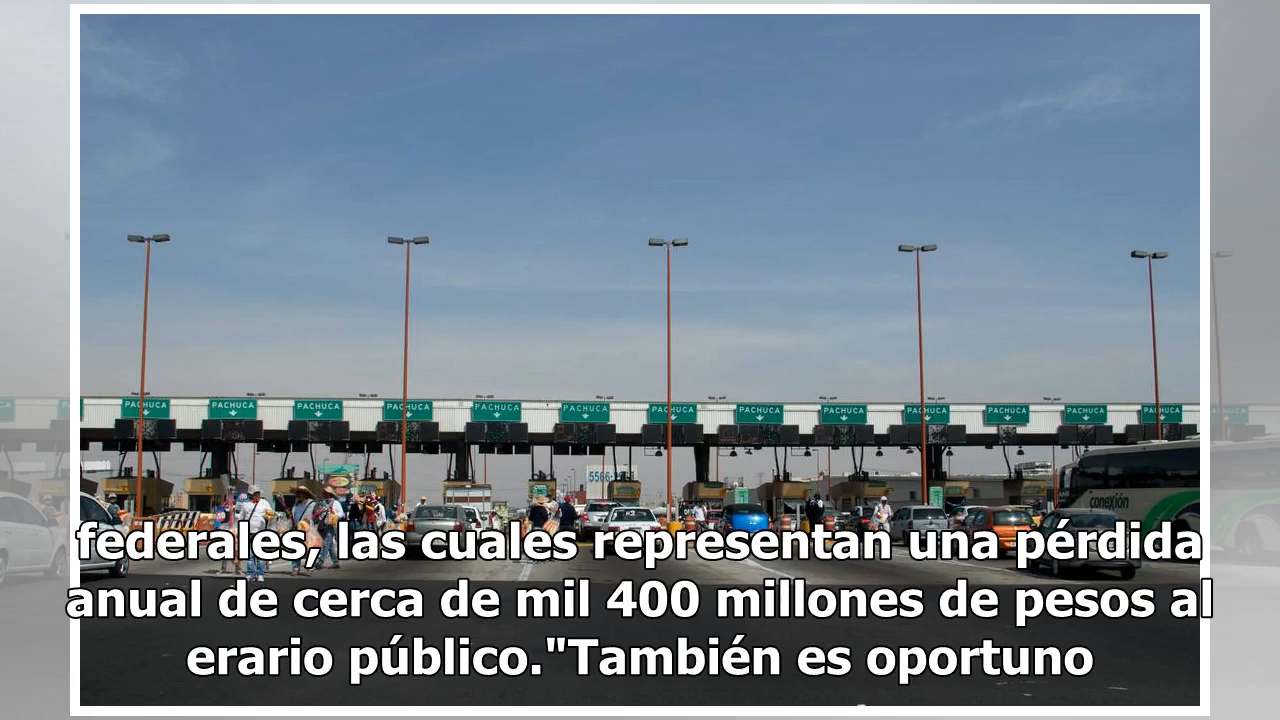 PACHUCA
PACHUCA
PACHUCA
PACHUCA
PACHUCA
PACHUCA
PACHUCA
PACHUCA
PACHUCA
PACHUCA
PACHUCA
PACHUCA
PACHUCA
conexión
federales, las cuales representan una pérdida
anual de cerca de mil 400 millones de pesos al
erario público."También es oportuno